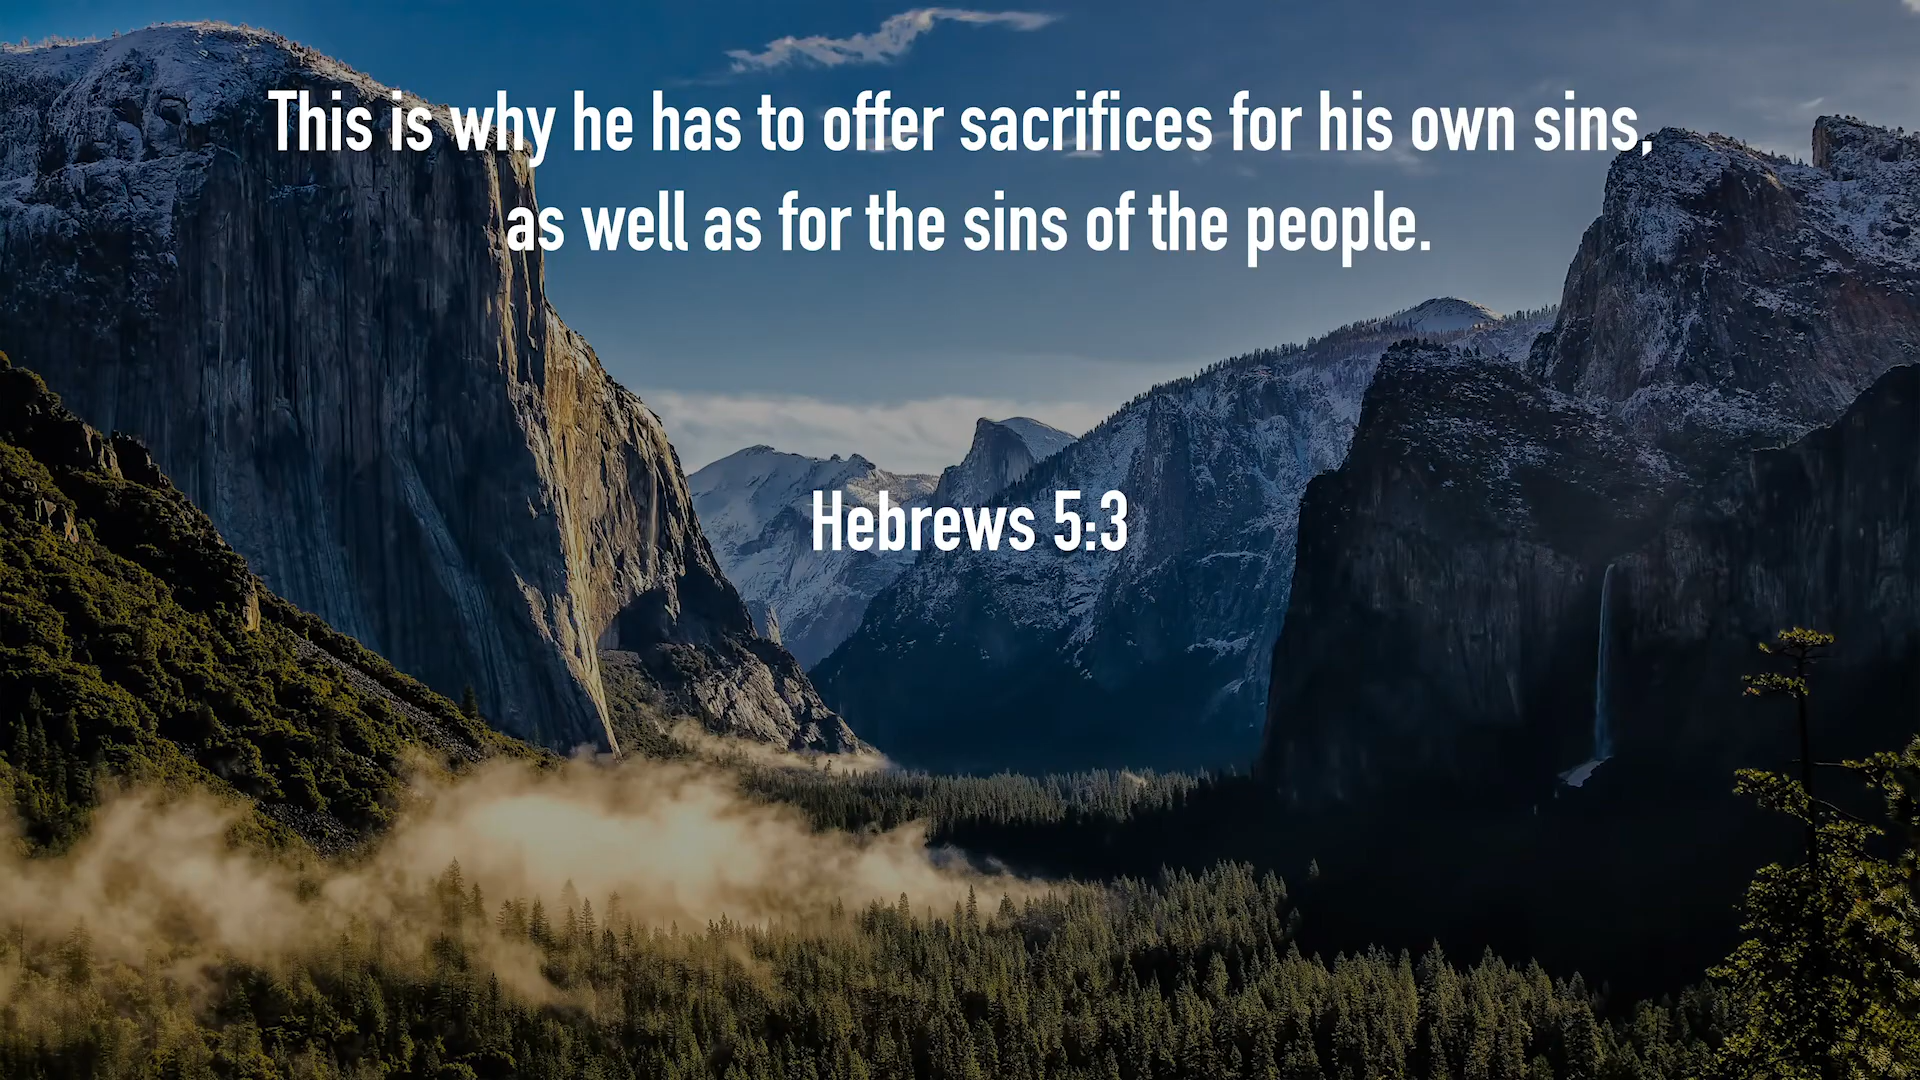 This is why he has to offer sacrifices for his own sins,
as well as for the sins of the people.
Hebrews 5:3